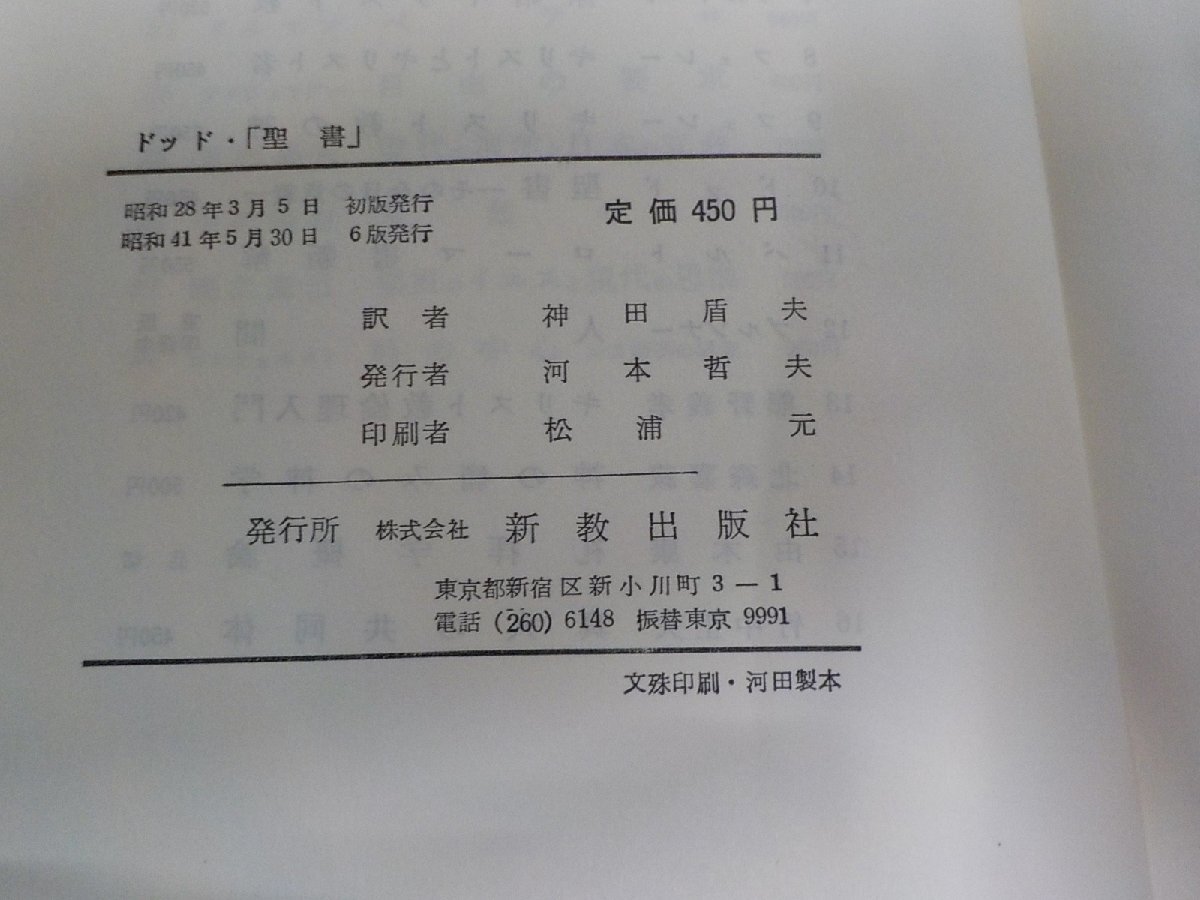 ドッド・「聖 書」
昭和28年3月5日 初版発行
昭和41年5月30日 6版発行
定価450円
訳者 神田盾夫
発行者 河本哲夫
印刷者 松浦元
発行所 株式会社 新教出版社
東京都新宿区新小川町3―1
電話(260)6148 振替東京9991
文殊印刷・河田製本